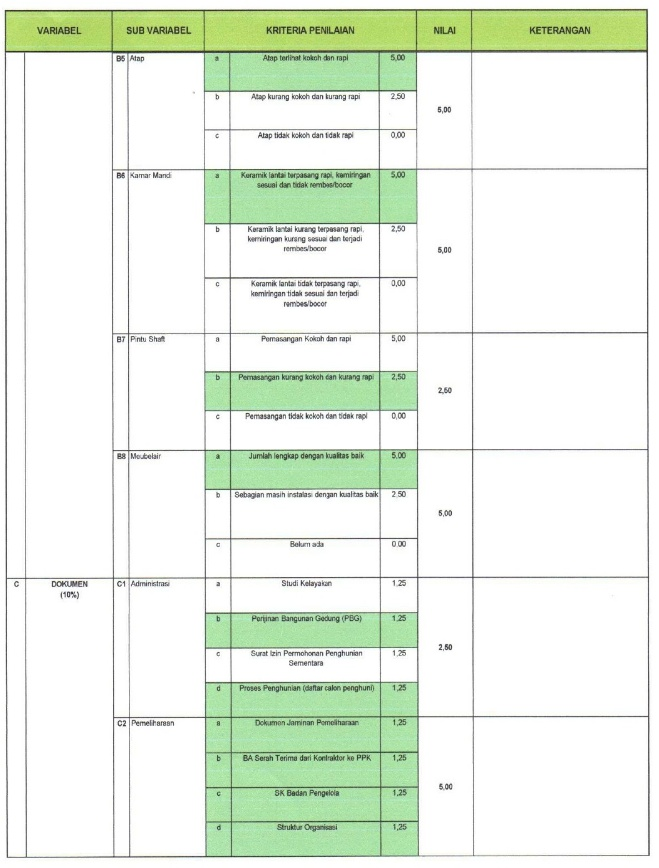 VARIABEL SUB VARIABEL KRITERIA PENILAIAN NILAI KETERANGAN
B5 Atap a Atap terlihat kokoh dan rapi 5,00
b Atap kurang kokoh dan kurang rapi 2,50
5,00
c Atap tidak kokoh dan tidak rapi 0,00
B6 Kamar Mandi a Keramik lantai terpasang rapi, kemiringan
sesuai dan tidak rembes/bocor 5,00
b Keramik lantai kurang terpasang rapi,
kemiringan kurang sesuai dan terjadi
rembes/bocor 2,50
5,00
c Keramik lantai tidak terpasang rapi,
kemiringan tidak sesuai dan terjadi
rembes/bocor 0,00
B7 Pintu Shaft a Pemasangan Kokoh dan rapi 5,00
b Pemasangan kurang kokoh dan kurang rapi 2,50
2,50
c Pemasangan tidak kokoh dan tidak rapi 0,00
B8 Meubelair a Jumlah lengkap dengan kualitas baik 5,00
b Sebagian masih instalasi dengan kualitas baik 2,50
5,00
c Belum ada 0,00
C DOKUMEN
(10%)
C1 Administrasi a Studi Kelayakan 1,25
b Perijinan Bangunan Gedung (PBG) 1,25
2,50
c Surat Izin Permohonan Penghunian
Sementara 1,25
d Proses Penghunian (daftar calon penghuni) 1,25
C2 Pemeliharaan a Dokumen Jaminan Pemeliharaan 1,25
b BA Serah Terima dari Kontraktor ke PPK 1,25
5,00
c SK Badan Pengelola 1,25
d Struktur Organisasi 1,25